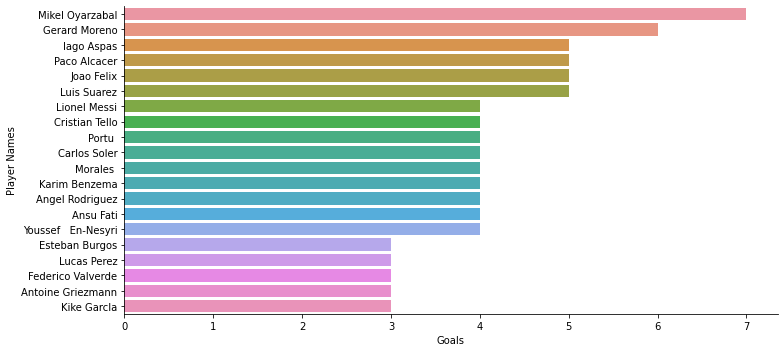 Mikel Oyarzabal
Gerard Moreno
Iago Aspas
Paco Alcacer
Joao Felix
Luis Suarez
Lionel Messi
Cristian Tello
Portu
Carlos Soler
Morales
Karim Benzema
Angel Rodriguez
Ansu Fati
Youssef   En-Nesyri
Esteban Burgos
Lucas Perez
Federico Valverde
Antoine Griezmann
Kike Garcla
Player Names
0 1 2 3 4 5 6 7
Goals